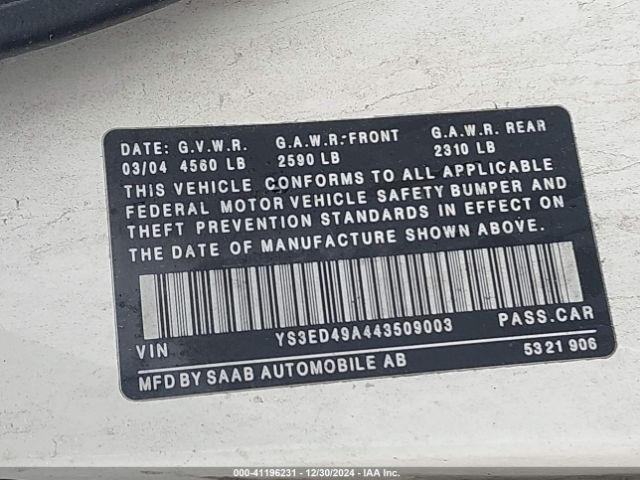 DATE: G.V.W.R. G.A.W.R.-FRONT G.A.W.R. REAR
03/04 4560 LB 2590 LB 2310 LB
THIS VEHICLE CONFORMS TO ALL APPLICABLE
FEDERAL MOTOR VEHICLE SAFETY BUMPER AND
THEFT PREVENTION STANDARDS IN EFFECT ON
THE DATE OF MANUFACTURE SHOWN ABOVE.
VIN YS3ED49A443509003 PASS.CAR
MFD BY SAAB AUTOMOBILE AB 5321 906
000-41196231 - 12/30/2024 - IAA Inc.